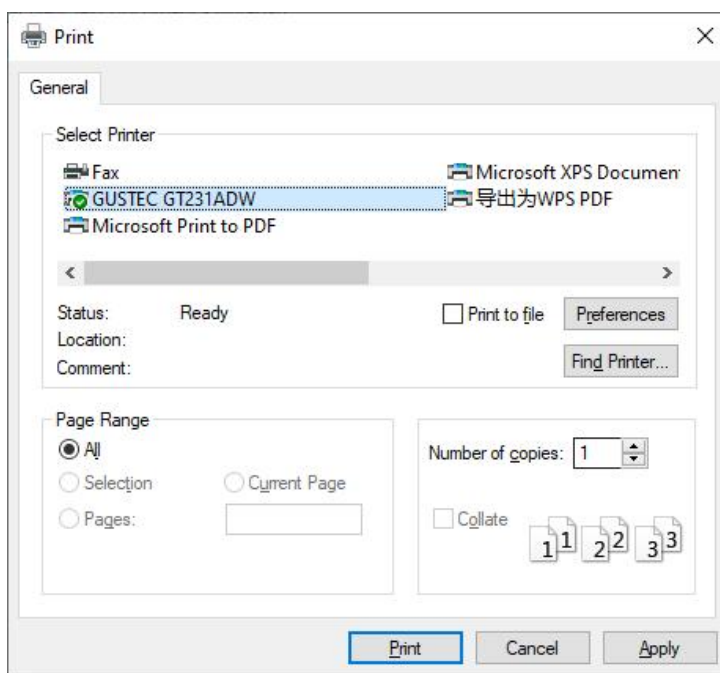 Print
General
Select Printer
Fax
Microsoft XPS Documen
GUSTEC GT231ADW
导出为WPS PDF
Microsoft Print to PDF
Status: Ready
Print to file
Preferences
Location:
Comment:
Find Printer...
Page Range
All
Selection
Current Page
Pages:
Number of copies: 1
Collate
1 1 2 2 3 3
Print
Cancel
Apply